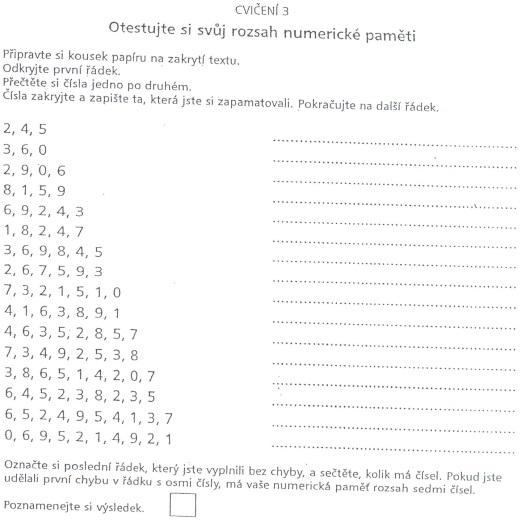 CVIČENÍ 3
Otestujte si svůj rozsah numerické paměti
Připravte si kousek papíru na zakrytí textu.
Odkryjte první řádek.
Přečtěte si čísla jedno po druhém.
Čísla zakryjte a zapište ta, která jste si zapamatovali. Pokračujte na další řádek.
2, 4, 5
3, 6, 0
2, 9, 0, 6
8, 1, 5, 9
6, 9, 2, 4, 3
1, 8, 2, 4, 7
3, 6, 9, 8, 4, 5
2, 6, 7, 5, 9, 3
7, 3, 2, 1, 5, 1, 0
4, 1, 6, 3, 8, 9, 1
4, 6, 3, 5, 2, 8, 5, 7
7, 3, 4, 9, 2, 5, 3, 8
3, 8, 6, 5, 1, 4, 2, 0, 7
6, 4, 5, 2, 3, 8, 2, 3, 5
6, 5, 2, 4, 9, 5, 4, 1, 3, 7
0, 6, 9, 5, 2, 1, 4, 9, 2, 1
Označte si poslední řádek, který jste vyplnili bez chyby, a sečtěte, kolik má čísel. Pokud jste
udělali první chybu v řádku s osmi čísly, má vaše numerická paměť rozsah sedmi čísel.
Poznamenejte si výsledek.